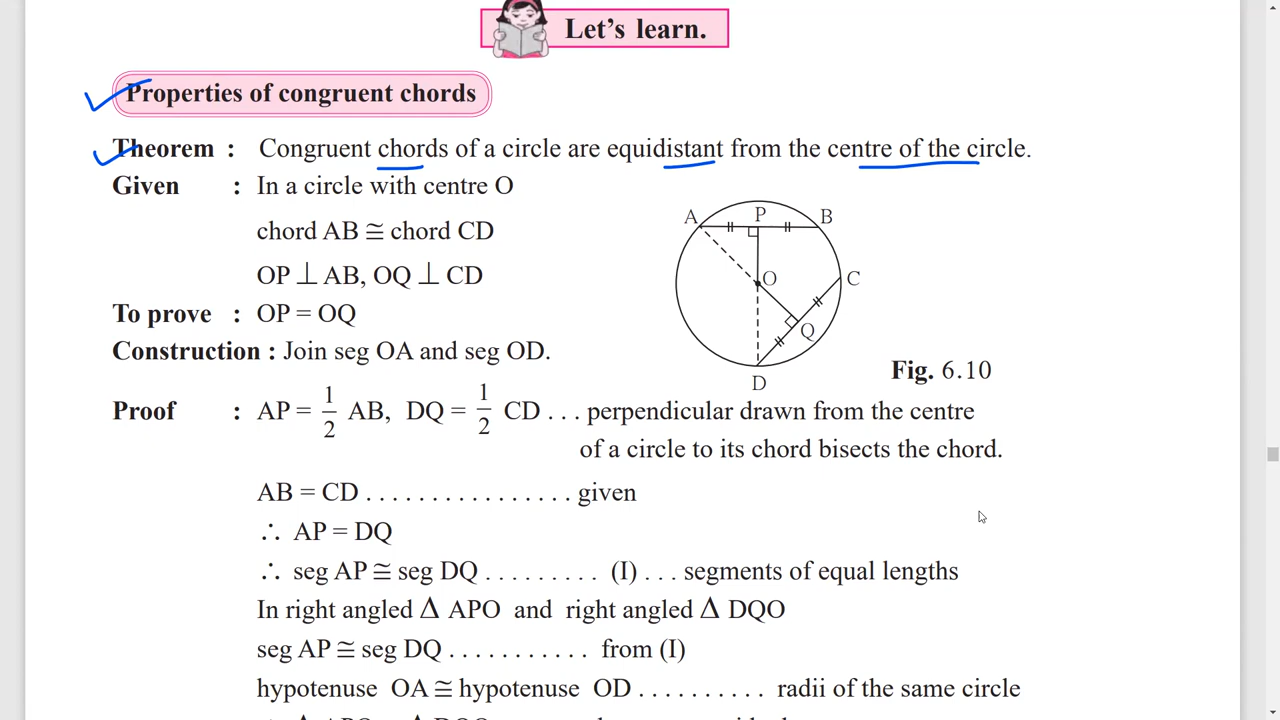 Let's learn.
Properties of congruent chords
Theorem : Congruent chords of a circle are equidistant from the centre of the circle.
Given : In a circle with centre O
chord AB ≅ chord CD
OP ⊥ AB, OQ ⊥ CD
To prove : OP = OQ
Construction : Join seg OA and seg OD.
A P B
O C
Q
D
Fig. 6.10
Proof : AP = 1/2 AB, DQ = 1/2 CD . . . perpendicular drawn from the centre
of a circle to its chord bisects the chord.
AB = CD . . . . . . . . . . . . . . . . given
∴ AP = DQ
∴ seg AP ≅ seg DQ . . . . . . . . . (I) . . . segments of equal lengths
In right angled Δ APO and right angled Δ DQO
seg AP ≅ seg DQ . . . . . . . . . . . from (I)
hypotenuse OA ≅ hypotenuse OD . . . . . . . . . . radii of the same circle